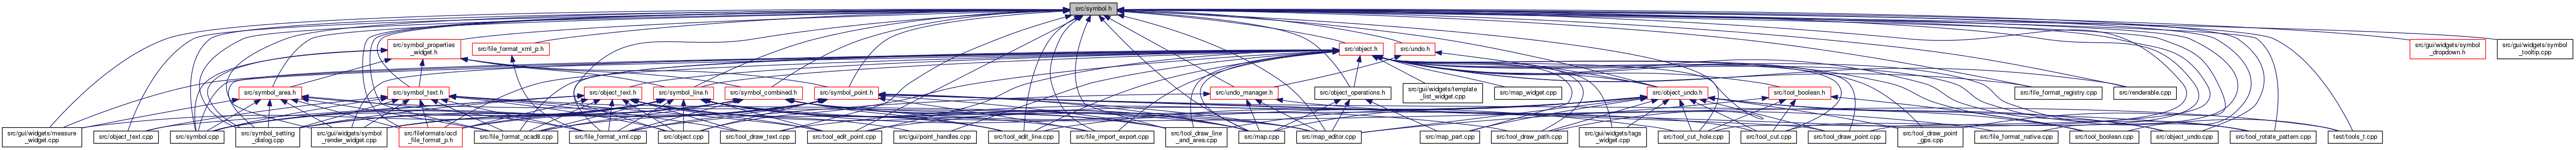 src/symbol.h
src/symbol_properties
_widget.h
src/file_format_xml_p.h
src/object.h
src/undo.h
src/gui/widgets/symbol
_dropdown.h
src/gui/widgets/symbol
_tooltip.cpp
src/symbol_area.h
src/symbol_text.h
src/object_text.h
src/symbol_line.h
src/symbol_combined.h
src/symbol_point.h
src/undo_manager.h
src/object_operations.h
src/gui/widgets/template
_list_widget.cpp
src/map_widget.cpp
src/object_undo.h
src/tool_boolean.h
src/file_format_registry.cpp
src/renderable.cpp
src/gui/widgets/measure
_widget.cpp
src/object_text.cpp
src/symbol.cpp
src/symbol_setting
_dialog.cpp
src/gui/widgets/symbol
_render_widget.cpp
src/fileformats/ocd
_file_format_p.h
src/file_format_ocad8.cpp
src/file_format_xml.cpp
src/object.cpp
src/tool_draw_text.cpp
src/tool_edit_point.cpp
src/gui/point_handles.cpp
src/tool_edit_line.cpp
src/file_import_export.cpp
src/tool_draw_line
_and_area.cpp
src/map.cpp
src/map_editor.cpp
src/map_part.cpp
src/tool_draw_path.cpp
src/gui/widgets/tags
_widget.cpp
src/tool_cut_hole.cpp
src/tool_cut.cpp
src/tool_draw_point.cpp
src/tool_draw_point
_gps.cpp
src/file_format_native.cpp
src/tool_boolean.cpp
src/object_undo.cpp
src/tool_rotate_pattern.cpp
test/tools_t.cpp